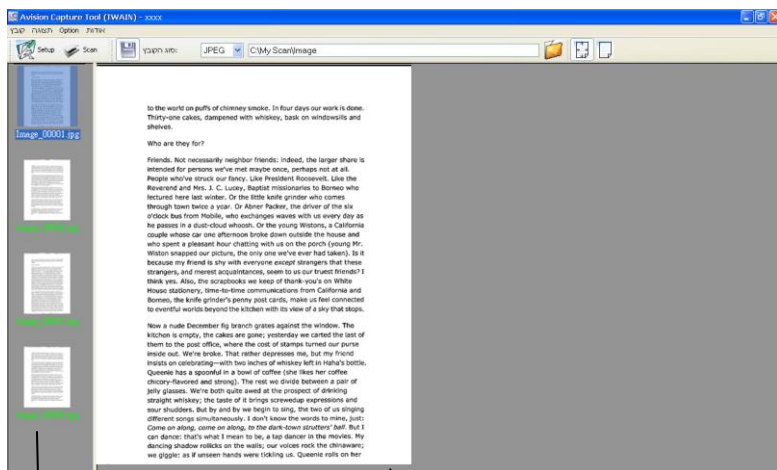 Avision Capture Tool (TWAIN) - xxxx
קובץ תצוגה Option אודות
Setup Scan סוג הקובץ: JPEG C:\My Scan\Image
Image_00001.jpg
to the world on puffs of chimney smoke. In four days our work is done.
Thirty-one cakes, dampened with whiskey, bask on windowsills and
shelves.
Who are they for?
Friends. Not necessarily neighbor friends: indeed, the larger share is
intended for persons we've met maybe once, perhaps not at all.
People who've struck our fancy. Like President Roosevelt. Like the
Reverend and Mrs. J. C. Lucey, Baptist missionaries to Borneo who
lectured here last winter. Or the little knife grinder who comes
through town twice a year. Or Abner Packer, the driver of the six
o'clock bus from Mobile, who exchanges waves with us every day as
he passes in a dust-cloud whoosh. Or the young Wistons, a California
couple whose car one afternoon broke down outside the house and
who spent a pleasant hour chatting with us on the porch (young Mr.
Wiston snapped our picture, the only one we've ever had taken). Is it
because my friend is shy with everyone except strangers that these
strangers, and merest acquaintances, seem to us our truest friends? I
think yes. Also, the scrapbooks we keep of thank-you's on White
House stationery, time-to-time communications from California and
Borneo, the knife grinder's penny post cards, make us feel connected
to eventful worlds beyond the kitchen with its view of a sky that stops.
Now a nude December fig branch grates against the window. The
kitchen is empty, the cakes are gone; yesterday we carted the last of
them to the post office, where the cost of stamps turned our purse
inside out. We're broke. That rather depresses me, but my friend
insists on celebrating—with two inches of whiskey left in Haha's bottle.
Queenie has a spoonful in a bowl of coffee (she likes her coffee
chicory-flavored and strong). The rest we divide between a pair of
jelly glasses. We're both quite awed at the prospect of drinking
straight whiskey; the taste of it brings screwedup expressions and
sour shudders. But by and by we begin to sing, the two of us singing
different songs simultaneously. I don't know the words to mine, just:
Come on along, come on along, to the dark-town strutters' ball. But I
can dance: that's what I mean to be, a tap dancer in the movies. My
dancing shadow rollicks on the walls; our voices rock the chinaware;
we giggle: as if unseen hands were tickling us. Queenie rolls on her